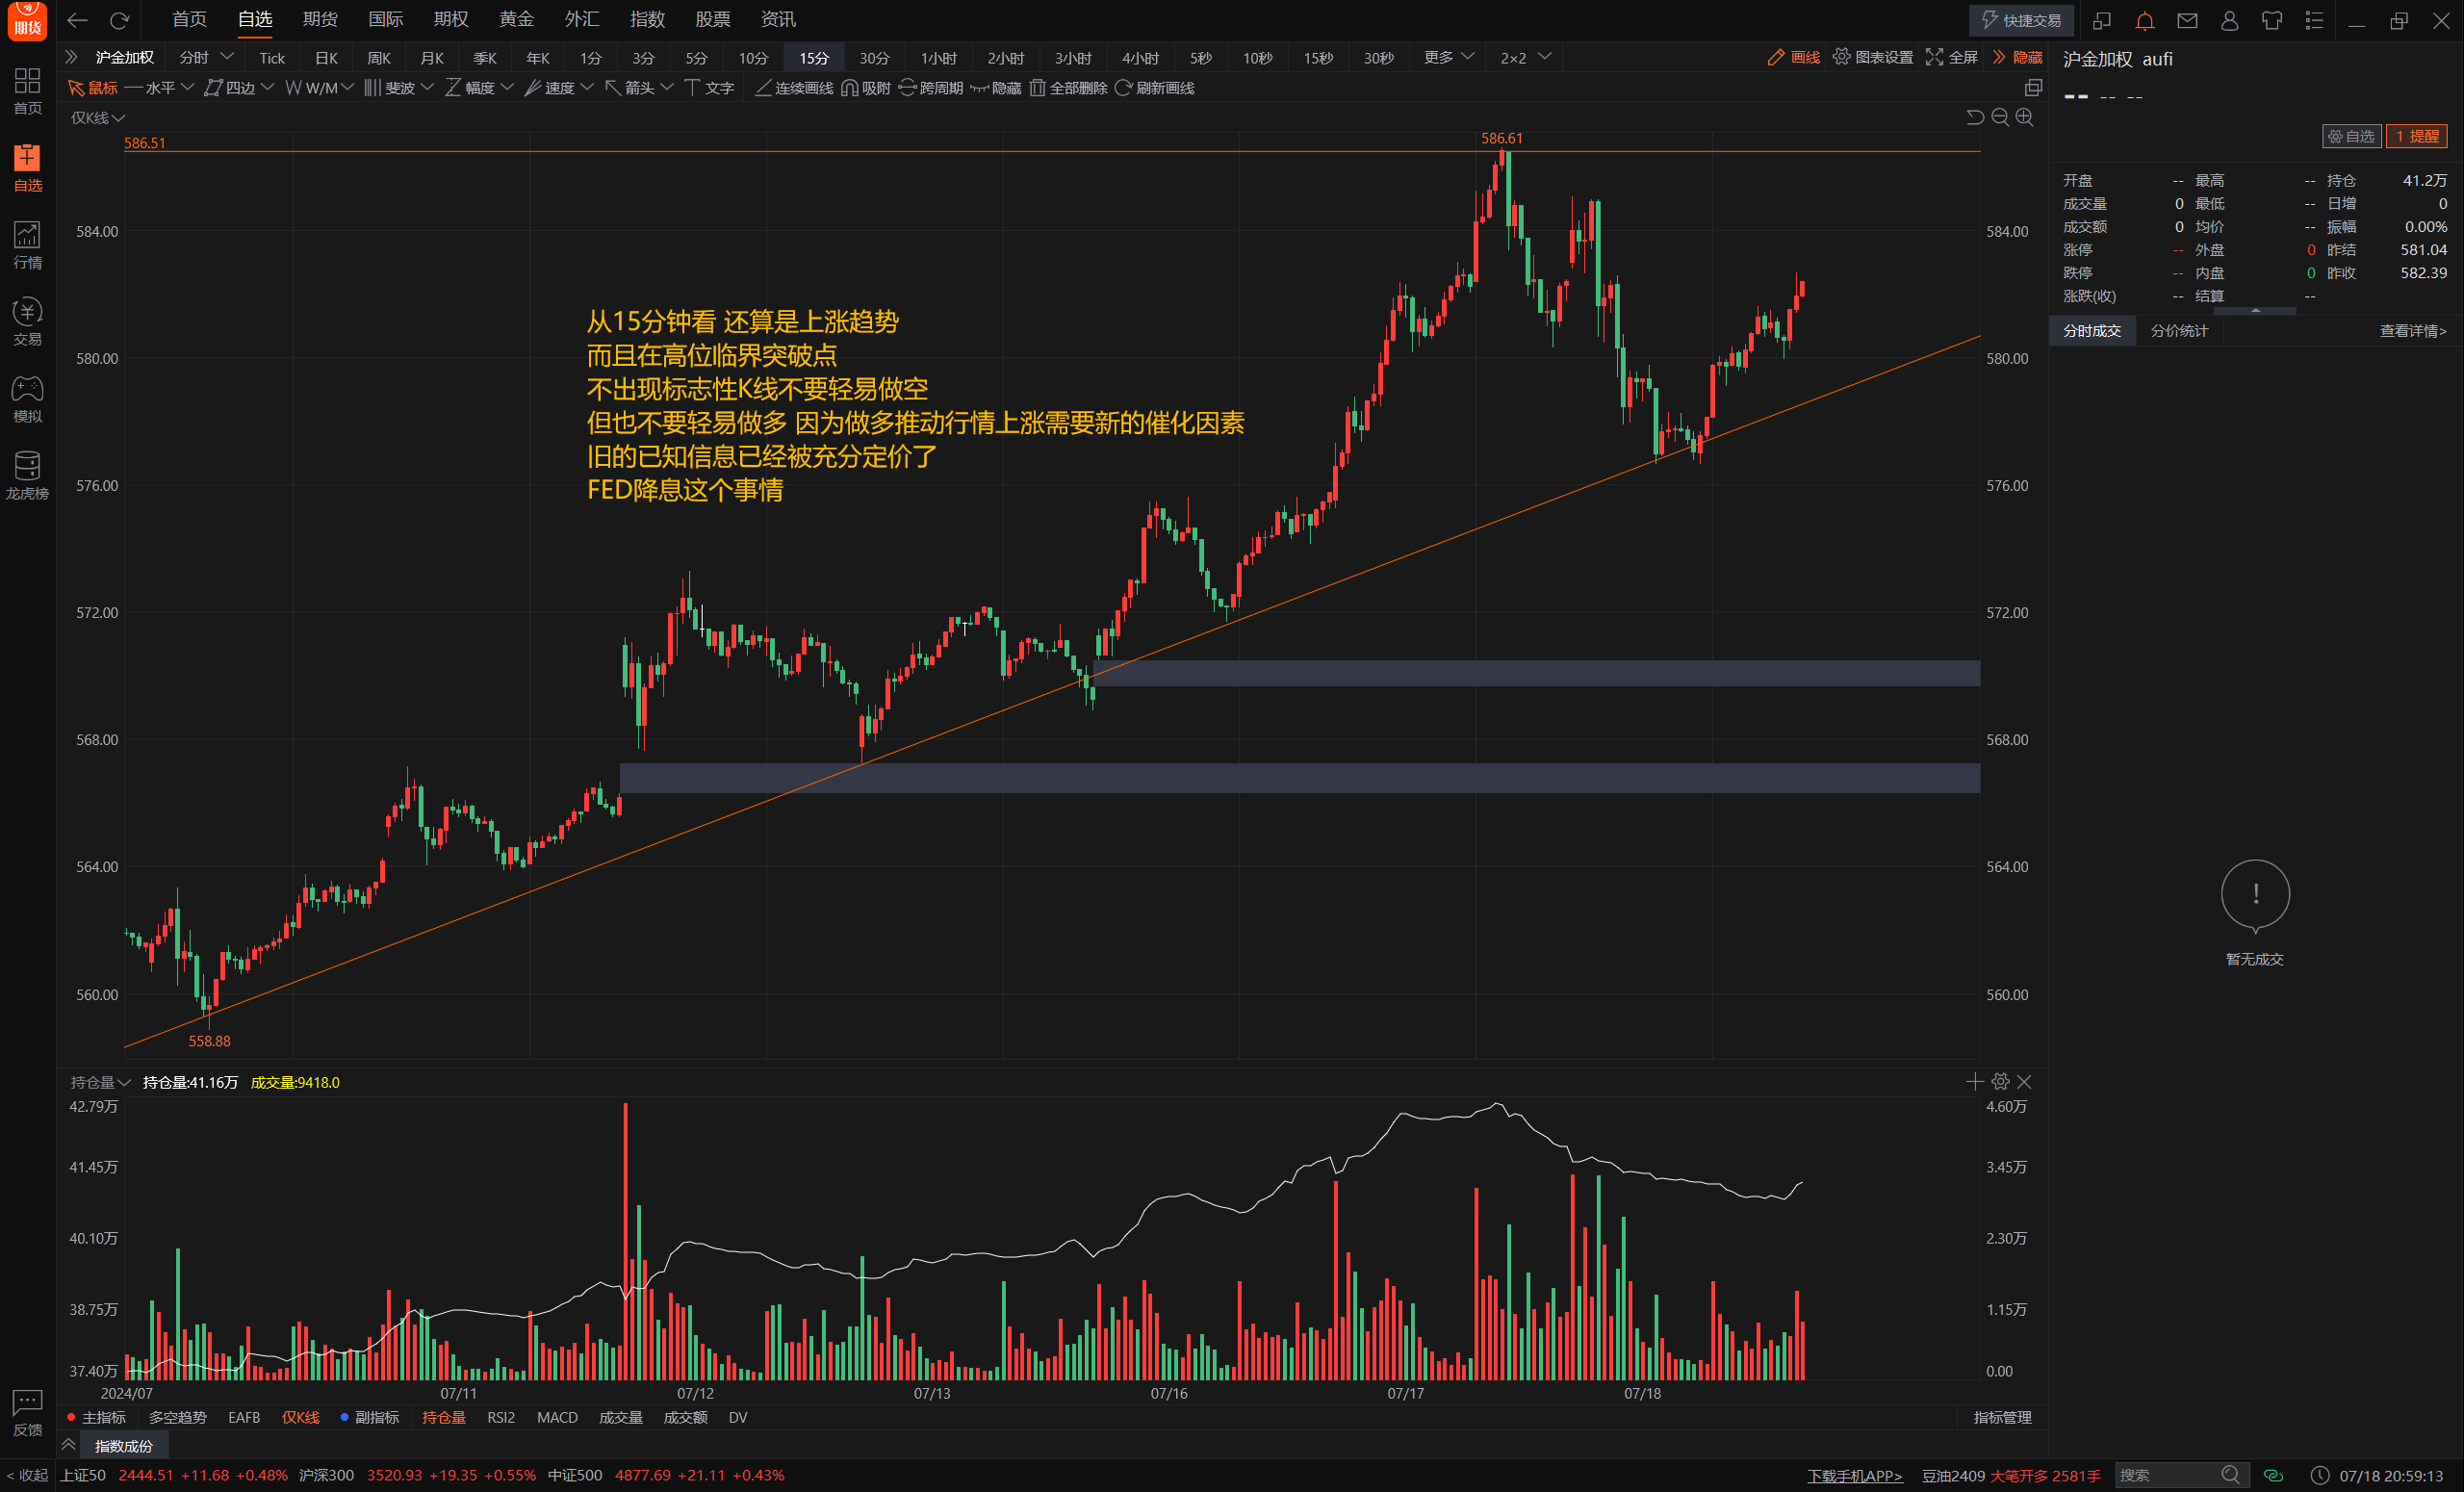 期货
首页 自选 期货 国际 期权 黄金 外汇 指数 股票 资讯
快捷交易
沪金加权 分时 Tick 日K 周K 月K 季K 年K 1分 3分 5分 10分 15分 30分 1小时 2小时 3小时 4小时 5秒 10秒 15秒 30秒 更多 2×2
画线 图表设置 全屏 隐藏
鼠标 水平 四边 W/M 斐波 幅度 速度 箭头 文字 连续画线 吸附 跨周期 隐藏 全部删除 刷新画线
首页
自选
行情
交易
模拟
龙虎榜
反馈
< 收起
仅K线
586.51
586.61
584.00
580.00
576.00
572.00
568.00
564.00
560.00
558.88
584.00
580.00
576.00
572.00
568.00
564.00
560.00
从15分钟看 还算是上涨趋势
而且在高位临界突破点
不出现标志性K线不要轻易做空
但也不要轻易做多 因为做多推动行情上涨需要新的催化因素
旧的已知信息已经被充分定价了
FED降息这个事情
持仓量 持仓量:41.16万 成交量:9418.0
42.79万
41.45万
40.10万
38.75万
37.40万
4.60万
3.45万
2.30万
1.15万
0.00
2024/07 07/11 07/12 07/13 07/16 07/17 07/18
主指标 多空趋势 EAFB 仅K线 副指标 持仓量 RSI2 MACD 成交量 成交额 DV
指标管理
指数成份
沪金加权 aufi
-- -- --
自选 1 提醒
开盘 -- 最高 -- 持仓 41.2万
成交量 0 最低 -- 日增 0
成交额 0 均价 -- 振幅 0.00%
涨停 -- 外盘 0 昨结 581.04
跌停 -- 内盘 0 昨收 582.39
涨跌(收) -- 结算 --
分时成交 分价统计 查看详情>
!
暂无成交
上证50 2444.51 +11.68 +0.48% 沪深300 3520.93 +19.35 +0.55% 中证500 4877.69 +21.11 +0.43%
下载手机APP> 豆油2409 大笔开多 2581手 搜索 07/18 20:59:13